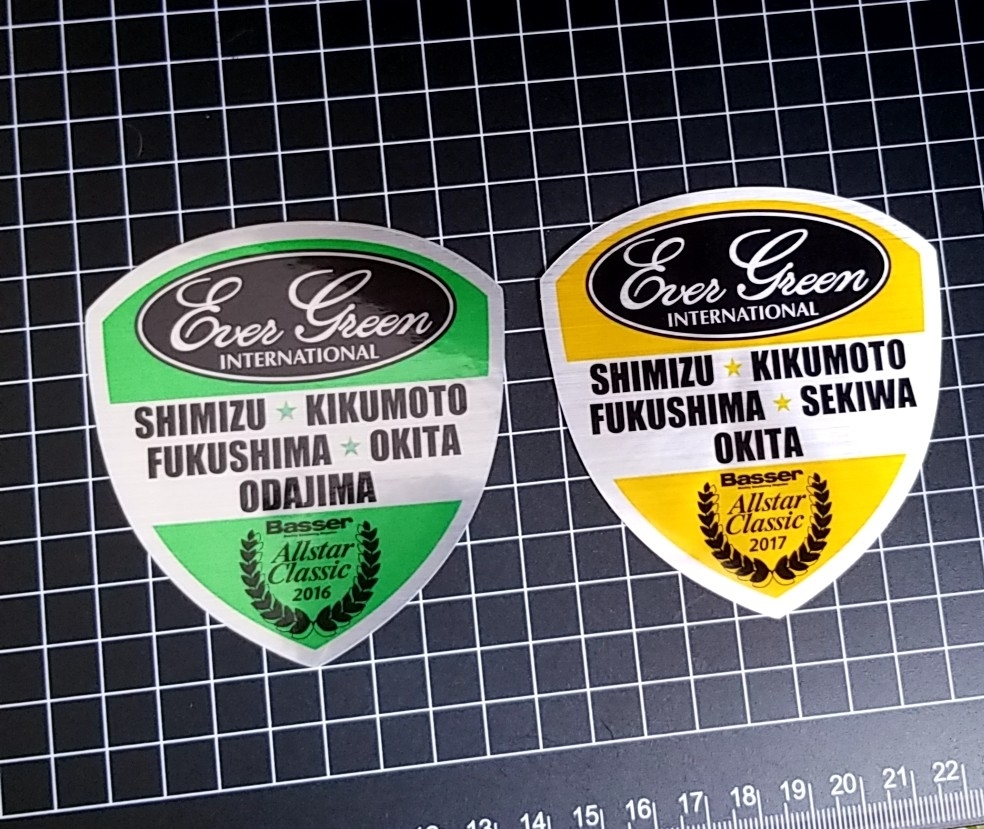 Ever Green
INTERNATIONAL
SHIMIZU ★ KIKUMOTO
FUKUSHIMA ★ OKITA
ODAJIMA
Basser
Allstar
Classic
2016
Ever Green
INTERNATIONAL
SHIMIZU ★ KIKUMOTO
FUKUSHIMA ★ SEKIWA
OKITA
Basser
Allstar
Classic
2017
13 14 15 16 17 18 19 20 21 22